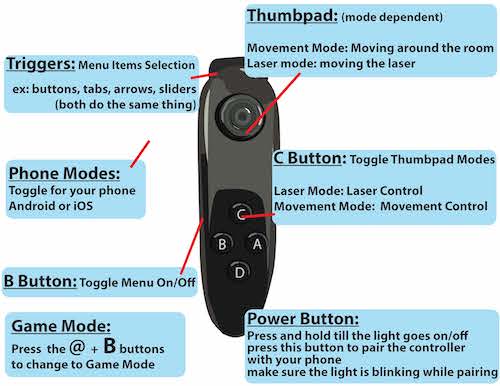 Thumbpad: (mode dependent)
Movement Mode: Moving around the room
Laser mode: moving the laser
Triggers: Menu Items Selection
ex: buttons, tabs, arrows, sliders
(both do the same thing)
C Button: Toggle Thumbpad Modes
Laser Mode: Laser Control
Movement Mode: Movement Control
Phone Modes:
Toggle for your phone
Android or iOS
C
B
A
D
B Button: Toggle Menu On/Off
Game Mode:
Press the @ + B buttons
to change to Game Mode
Power Button:
Press and hold till the light goes on/off
press this button to pair the controller
with your phone
make sure the light is blinking while pairing